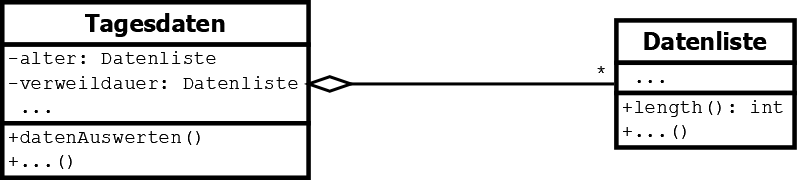 Tagesdaten
-alter: Datenliste
-verweildauer: Datenliste
...
+datenAuswerten()
+...()
*
Datenliste
...
+length(): int
+...()